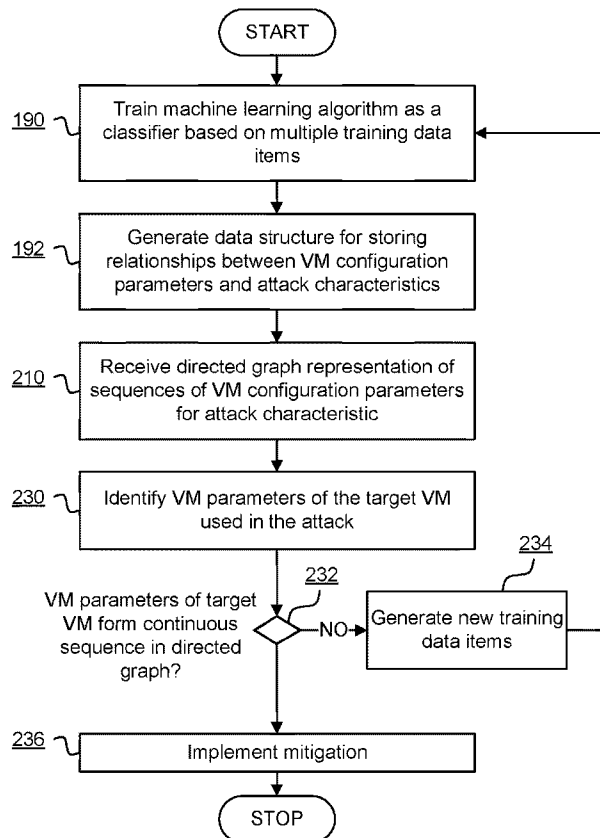 START
190
Train machine learning algorithm as a
classifier based on multiple training data
items
192
Generate data structure for storing
relationships between VM configuration
parameters and attack characteristics
210
Receive directed graph representation of
sequences of VM configuration parameters
for attack characteristic
230
Identify VM parameters of the target VM
used in the attack
232
234
VM parameters of target
VM form continuous
sequence in directed
graph?
NO
Generate new training
data items
236
Implement mitigation
STOP